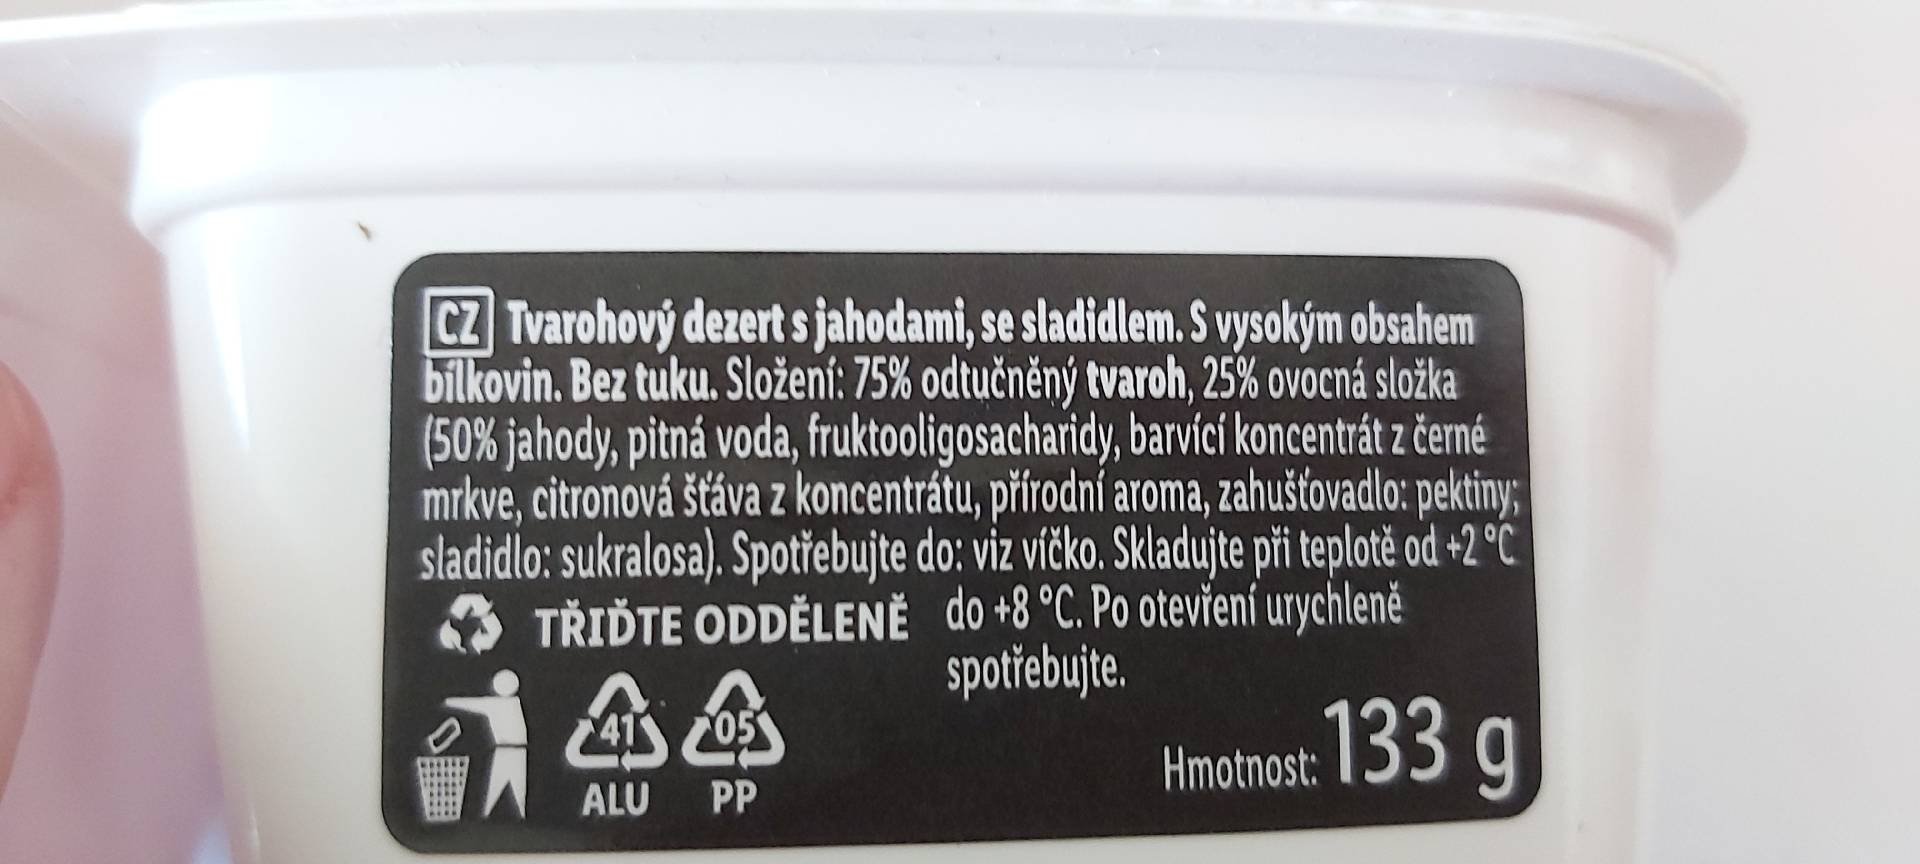 CZ Tvarohový dezert s jahodami, se sladidlem. S vysokým obsahem
bílkovin. Bez tuku. Složení: 75% odtučněný tvaroh, 25% ovocná složka
(50% jahody, pitná voda, fruktooligosacharidy, barvící koncentrát z černé
mrkve, citronová šťáva z koncentrátu, přírodní aroma, zahušťovadlo: pektiny;
sladidlo: sukralosa). Spotřebujte do: viz víčko. Skladujte při teplotě od +2 °C
do +8 °C. Po otevření urychleně
spotřebujte.
TŘIĎTE ODDĚLENĚ
41 05
ALU PP
Hmotnost: 133 g